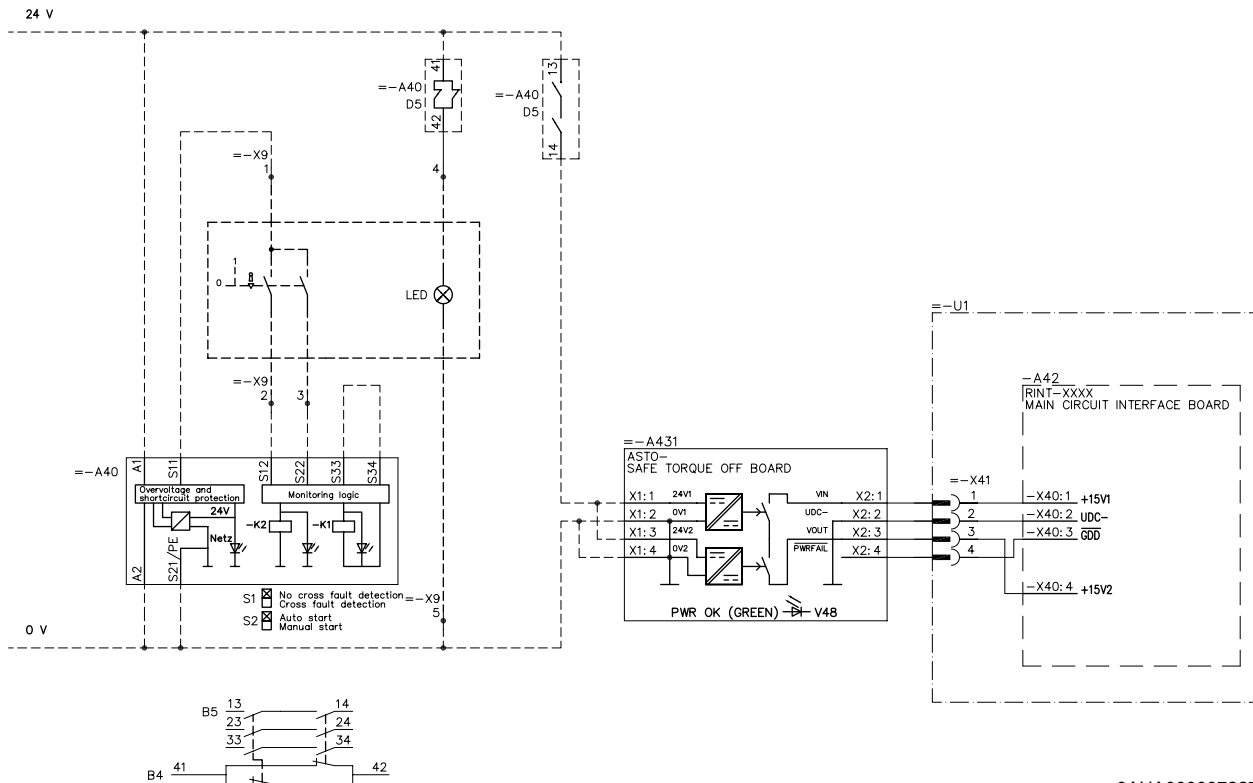 24 V
41
=-A40
D5
42
13
=-A40
D5
14
=-X9
1
4
1
0
LED
=-X9
2
3
=-U1
-A42
RINT-XXXX
MAIN CIRCUIT INTERFACE BOARD
=-A40
A1
S11
S12
S22
S33
S34
Overvoltage and
shortcircuit protection
Monitoring logic
24V
Netz
-K2
-K1
A2
S21/PE
S1 No cross fault detection
Cross fault detection
S2 Auto start
Manual start
=-X9
5
=-A431
ASTO-
SAFE TORQUE OFF BOARD
X1:1 24V1 VIN X2:1
X1:2 0V1 UDC- X2:2
X1:3 24V2 VOUT X2:3
X1:4 0V2 PWRFAIL X2:4
PWR OK (GREEN) V48
=-X41
1 -X40:1 +15V1
2 -X40:2 UDC-
3 -X40:3 GDD
4
-X40:4 +15V2
0 V
B5 13 14
23 24
33 34
B4 41 42